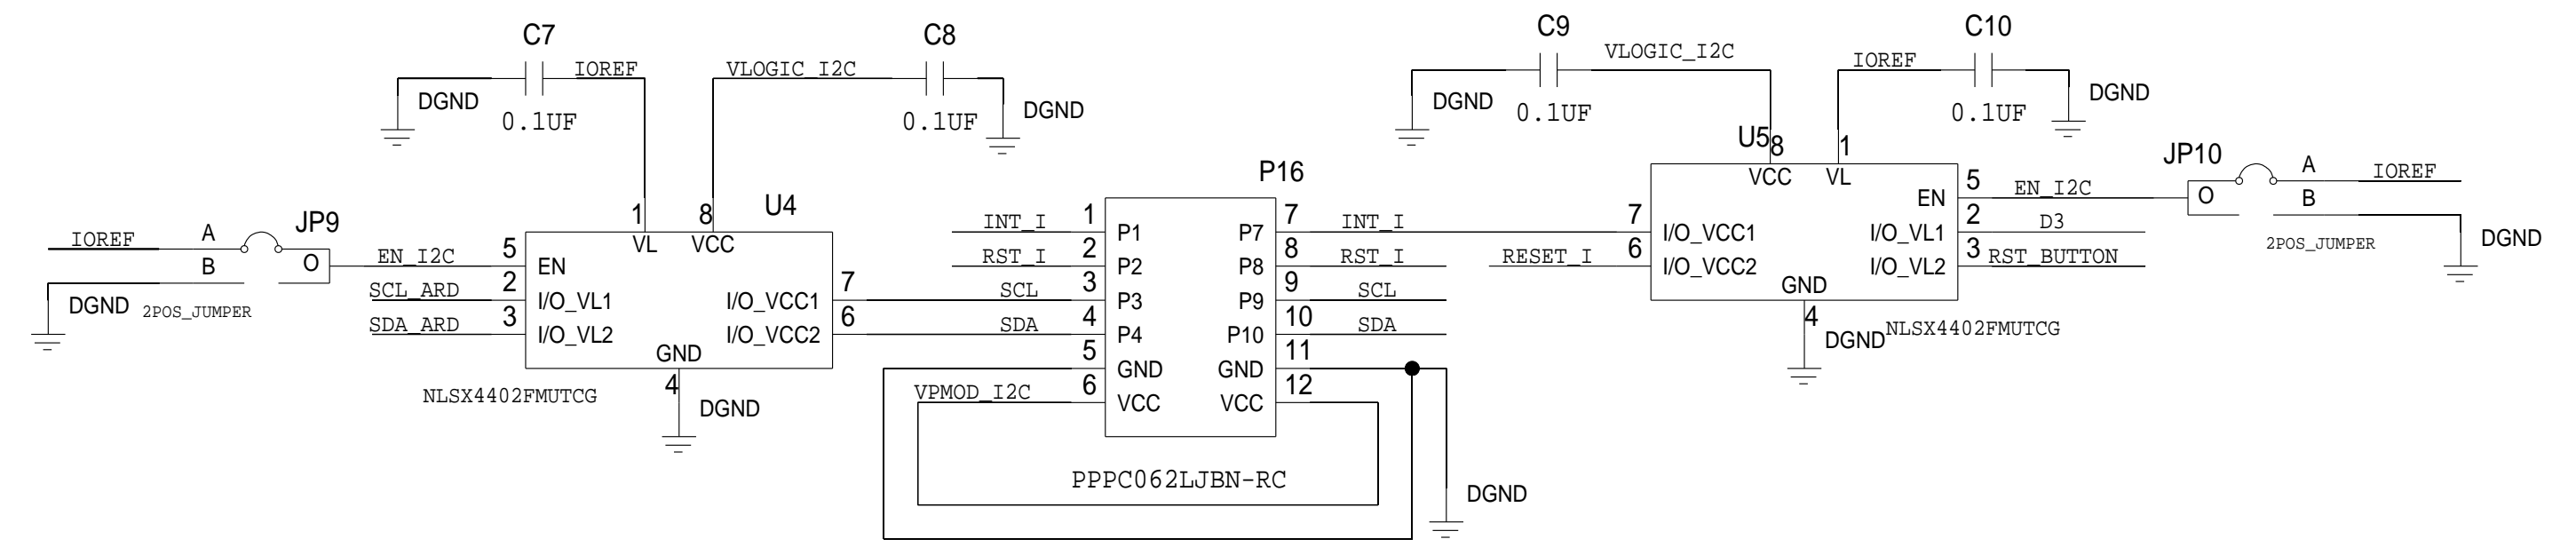 C7
IOREF
DGND
0.1UF
C8
VLOGIC_I2C
DGND
0.1UF
C9
VLOGIC_I2C
DGND
0.1UF
C10
IOREF
DGND
0.1UF
JP9
IOREF
A
B
O
DGND
2POS_JUMPER
EN_I2C
SCL_ARD
SDA_ARD
U4
1
8
VL
VCC
5
EN
2
I/O_VL1
3
I/O_VL2
I/O_VCC1
7
I/O_VCC2
6
GND
4
DGND
NLSX4402FMUTCG
SCL
SDA
P16
INT_I
1
P1
RST_I
2
P2
3
P3
4
P4
5
GND
VPMOD_I2C
6
VCC
P7
7
INT_I
P8
8
RST_I
P9
9
SCL
P10
10
SDA
GND
11
VCC
12
PPPC062LJBN-RC
DGND
RESET_I
U5
8
1
VCC
VL
7
I/O_VCC1
6
I/O_VCC2
EN
5
EN_I2C
I/O_VL1
2
D3
I/O_VL2
3
RST_BUTTON
GND
4
DGND
NLSX4402FMUTCG
JP10
O
A
B
IOREF
2POS_JUMPER
DGND